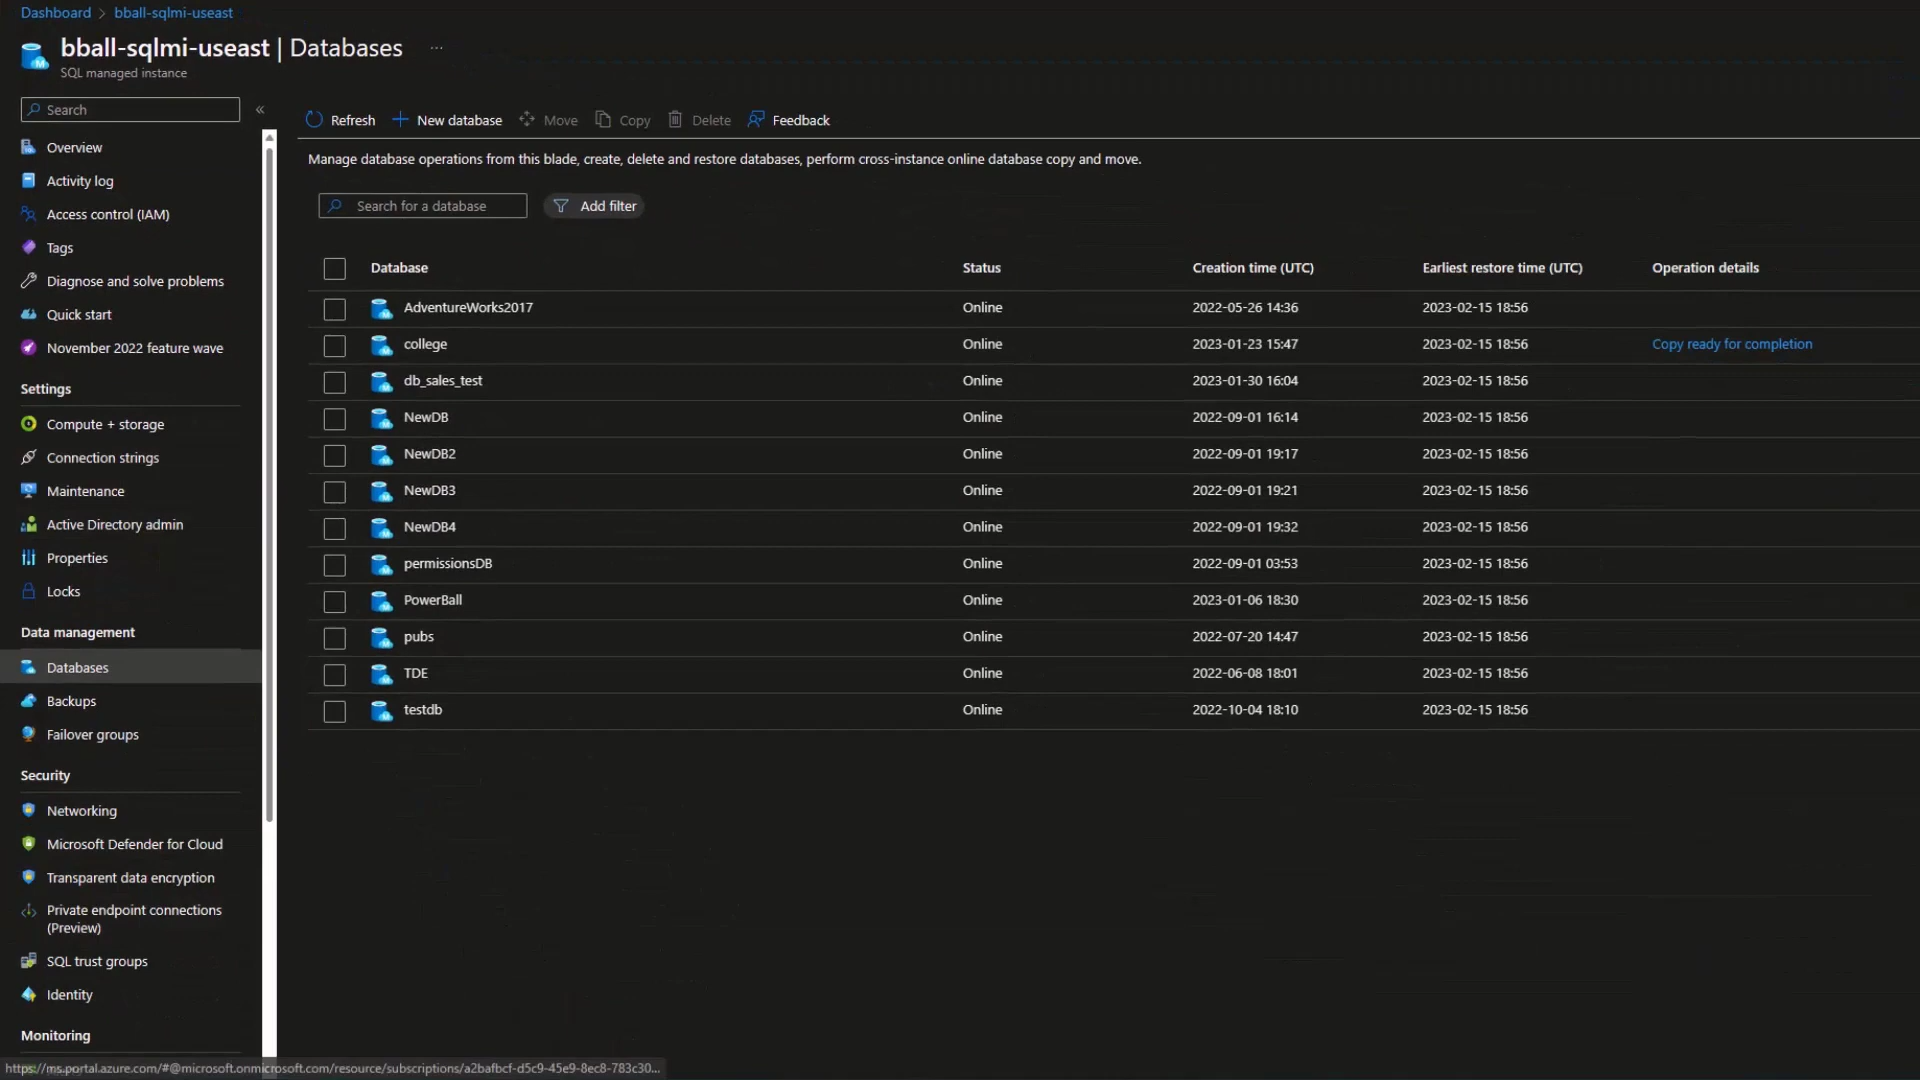 Dashboard > bball-sqlmi-useast
bball-sqlmi-useast | Databases ...
SQL managed instance
Search «
Overview
Activity log
Access control (IAM)
Tags
Diagnose and solve problems
Quick start
November 2022 feature wave
Settings
Compute + storage
Connection strings
Maintenance
Active Directory admin
Properties
Locks
Data management
Databases
Backups
Failover groups
Security
Networking
Microsoft Defender for Cloud
Transparent data encryption
Private endpoint connections
(Preview)
SQL trust groups
Identity
Monitoring
Refresh New database Move Copy Delete Feedback
Manage database operations from this blade, create, delete and restore databases, perform cross-instance online database copy and move.
Search for a database Add filter
Database Status Creation time (UTC) Earliest restore time (UTC) Operation details
AdventureWorks2017 Online 2022-05-26 14:36 2023-02-15 18:56
college Online 2023-01-23 15:47 2023-02-15 18:56 Copy ready for completion
db_sales_test Online 2023-01-30 16:04 2023-02-15 18:56
NewDB Online 2022-09-01 16:14 2023-02-15 18:56
NewDB2 Online 2022-09-01 19:17 2023-02-15 18:56
NewDB3 Online 2022-09-01 19:21 2023-02-15 18:56
NewDB4 Online 2022-09-01 19:32 2023-02-15 18:56
permissionsDB Online 2022-09-01 03:53 2023-02-15 18:56
PowerBall Online 2023-01-06 18:30 2023-02-15 18:56
pubs Online 2022-07-20 14:47 2023-02-15 18:56
TDE Online 2022-06-08 18:01 2023-02-15 18:56
testdb Online 2022-10-04 18:10 2023-02-15 18:56
https://ms.portal.azure.com/#@microsoft.onmicrosoft.com/resource/subscriptions/a2bafbcf-d5c9-45e9-8ec8-783c30...